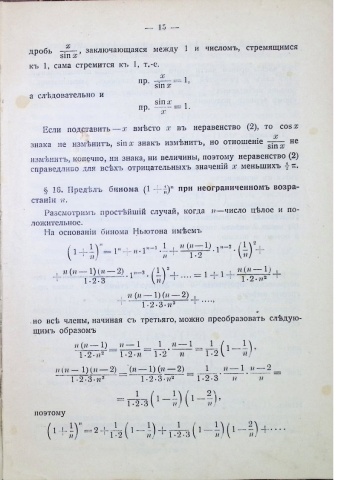 — 15 —
дробь x/sin x, заключающаяся между 1 и числомъ, стремящимся
къ 1, сама стремится къ 1, т.-е.
пр. x/sin x = 1,
а слѣдовательно и
пр. sin x/x = 1.
Если подставить — x вмѣсто x въ неравенство (2), то cos x
знака не измѣнитъ, sin x знакъ измѣнитъ, но отношеніе x/sin x не
измѣнитъ, конечно, ни знака, ни величины, поэтому неравенство (2)
справедливо для всѣхъ отрицательныхъ значеній x меньшихъ ½ π.
§ 16. Предѣлъ бинома (1 + 1/n)ⁿ при неограниченномъ возра-
станіи n.
Разсмотримъ простѣйшій случай, когда n—число цѣлое и по-
ложительное.
На основаніи бинома Ньютона имѣемъ
(1 + 1/n)ⁿ = 1ⁿ + n·1ⁿ⁻¹·1/n + n(n—1)/1·2·1ⁿ⁻²·(1/n)² +
+ n(n—1)(n—2)/1·2·3·1ⁿ⁻³·(1/n)³ + .... = 1 + 1 + n(n—1)/1·2·n² +
+ n(n—1)(n—2)/1·2·3·n³ + ....,
но всѣ члены, начиная съ третьяго, можно преобразовать слѣдую-
щимъ образомъ
n(n—1)/1·2·n² = n—1/1·2·n = 1/1·2·n—1/n = 1/1·2(1 — 1/n),
n(n—1)(n—2)/1·2·3·n³ = (n—1)(n—2)/1·2·3·n² = 1/1·2·3·n—1/n·n—2/n =
= 1/1·2·3(1 — 1/n)(1 — 2/n),
поэтому
(1 + 1/n)ⁿ = 2 + 1/1·2(1 — 1/n) + 1/1·2·3(1 — 1/n)(1 — 2/n) + ....